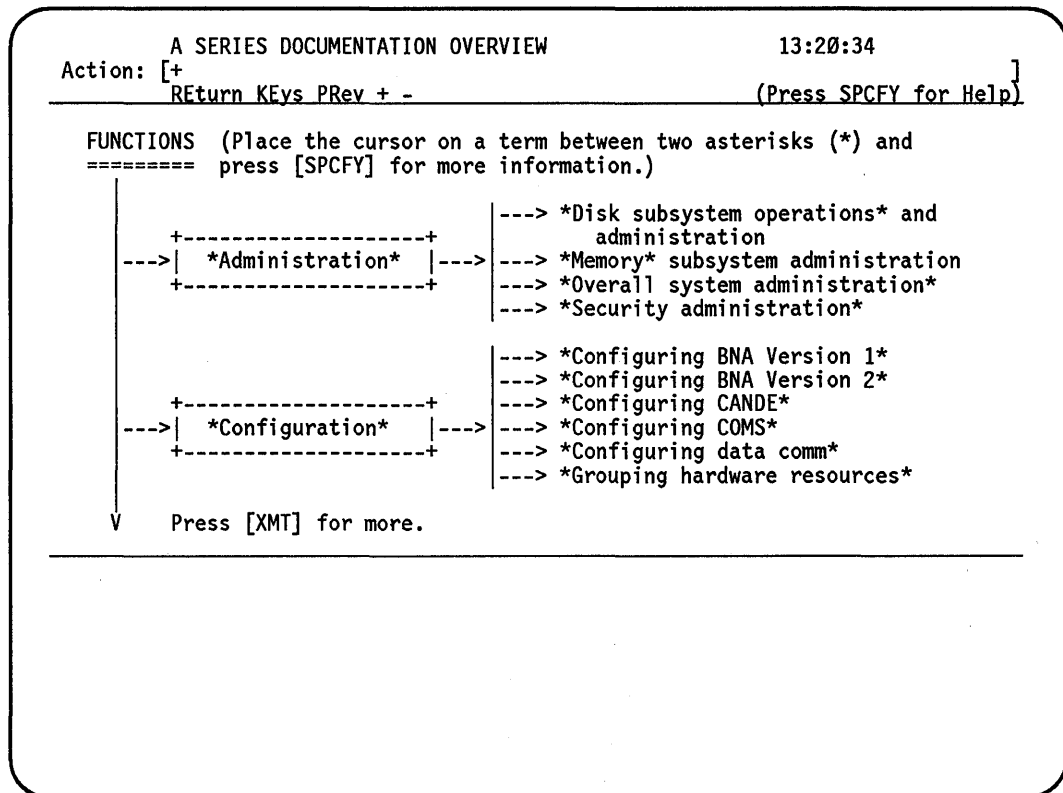 A SERIES DOCUMENTATION OVERVIEW 13:20:34
Action: [+ ]
REturn KEys PRev + - (Press SPCFY for Help)
FUNCTIONS (Place the cursor on a term between two asterisks (*) and
========= press [SPCFY] for more information.)
|---> *Disk subsystem operations* and
+--------------------+ | administration
|--->| *Administration* |--->|---> *Memory* subsystem administration
+--------------------+ |---> *Overall system administration*
|---> *Security administration*
|---> *Configuring BNA Version 1*
|---> *Configuring BNA Version 2*
+--------------------+ |---> *Configuring CANDE*
|--->| *Configuration* |--->|---> *Configuring COMS*
+--------------------+ |---> *Configuring data comm*
|---> *Grouping hardware resources*
V Press [XMT] for more.